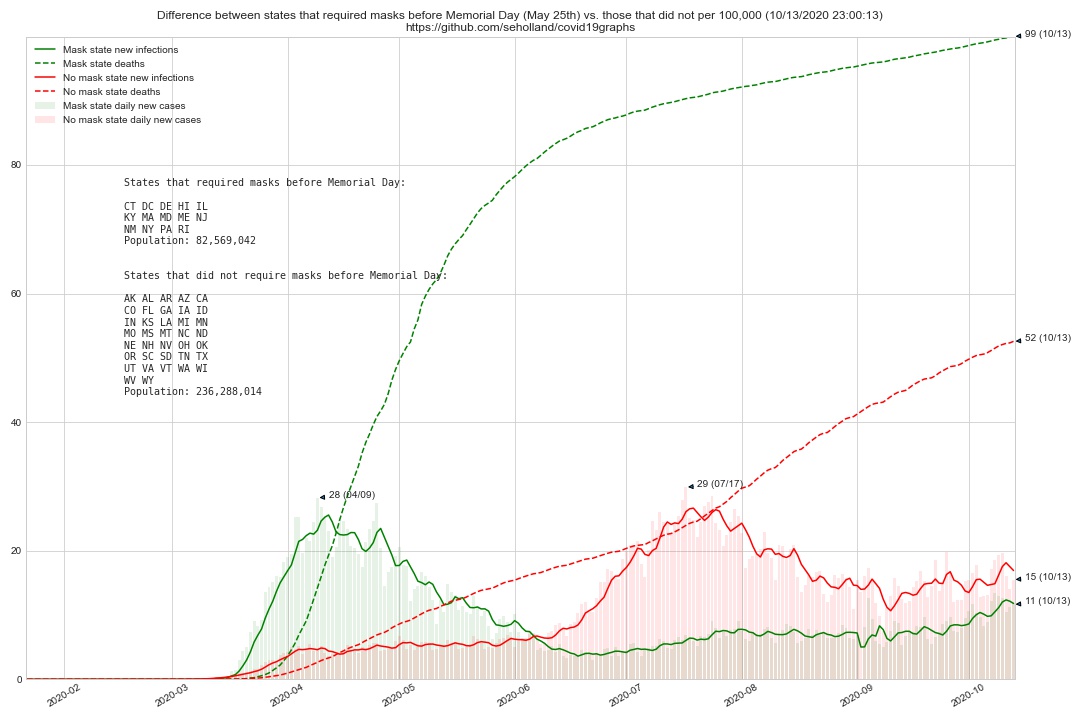 Difference between states that required masks before Memorial Day (May 25th) vs. those that did not per 100,000 (10/13/2020 23:00:13)
https://github.com/seholland/covid19graphs
Mask state new infections
Mask state deaths
No mask state new infections
No mask state deaths
Mask state daily new cases
No mask state daily new cases
99 (10/13)
80
States that required masks before Memorial Day:
CT DC DE HI IL
KY MA MD ME NJ
NM NY PA RI
Population: 82,569,042
States that did not require masks before Memorial Day:
60
AK AL AR AZ CA
CO FL GA IA ID
IN KS LA MI MN
MO MS MT NC ND
NE NH NV OH OK
OR SC SD TN TX
UT VA VT WA WI
WV WY
Population: 236,288,014
52 (10/13)
40
28 (04/09)
29 (07/17)
20
15 (10/13)
11 (10/13)
0
2020-02
2020-03
2020-04
2020-05
2020-06
2020-07
2020-08
2020-09
2020-10